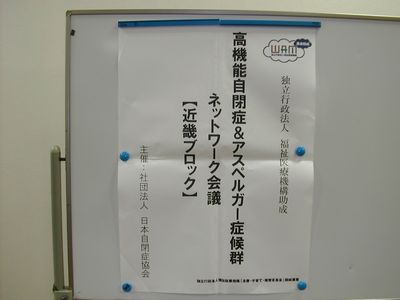 WAM
独立行政法人 福祉医療機構助成
高機能自閉症&アスペルガー症候群
ネットワーク会議
【近畿ブロック】
主催:社団法人 日本自閉症協会